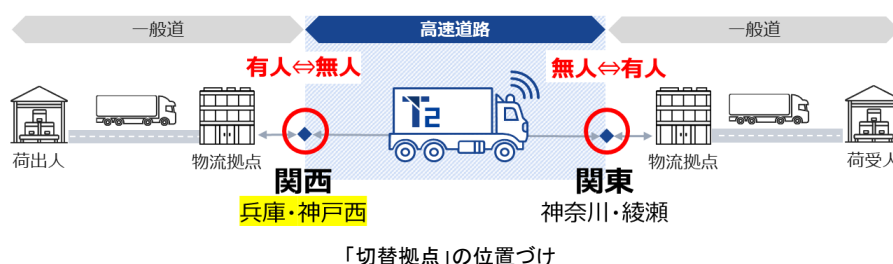 一般道
高速道路
一般道
有人⇔無人
無人⇔有人
T2
荷出人
物流拠点
物流拠点
荷受人
関西
関東
兵庫・神戸西
神奈川・綾瀬
「切替拠点」の位置づけ